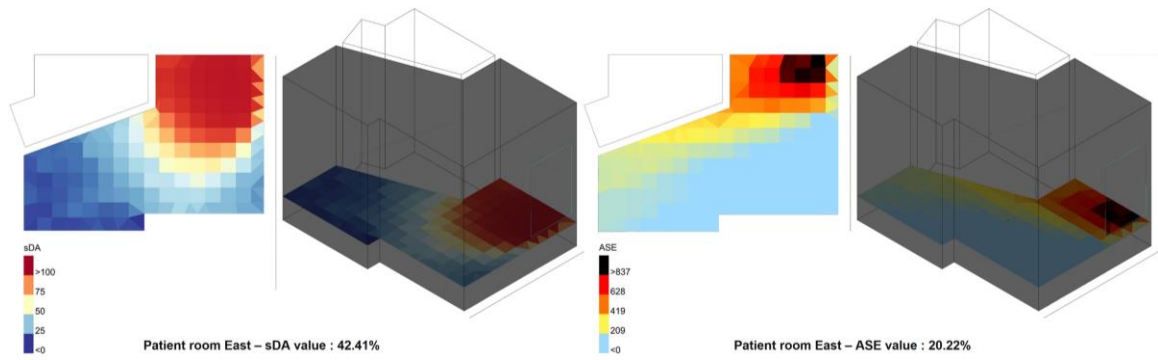 sDA
>100
75
50
25
<0
Patient room East – sDA value : 42.41%
ASE
>837
628
419
209
<0
Patient room East – ASE value : 20.22%